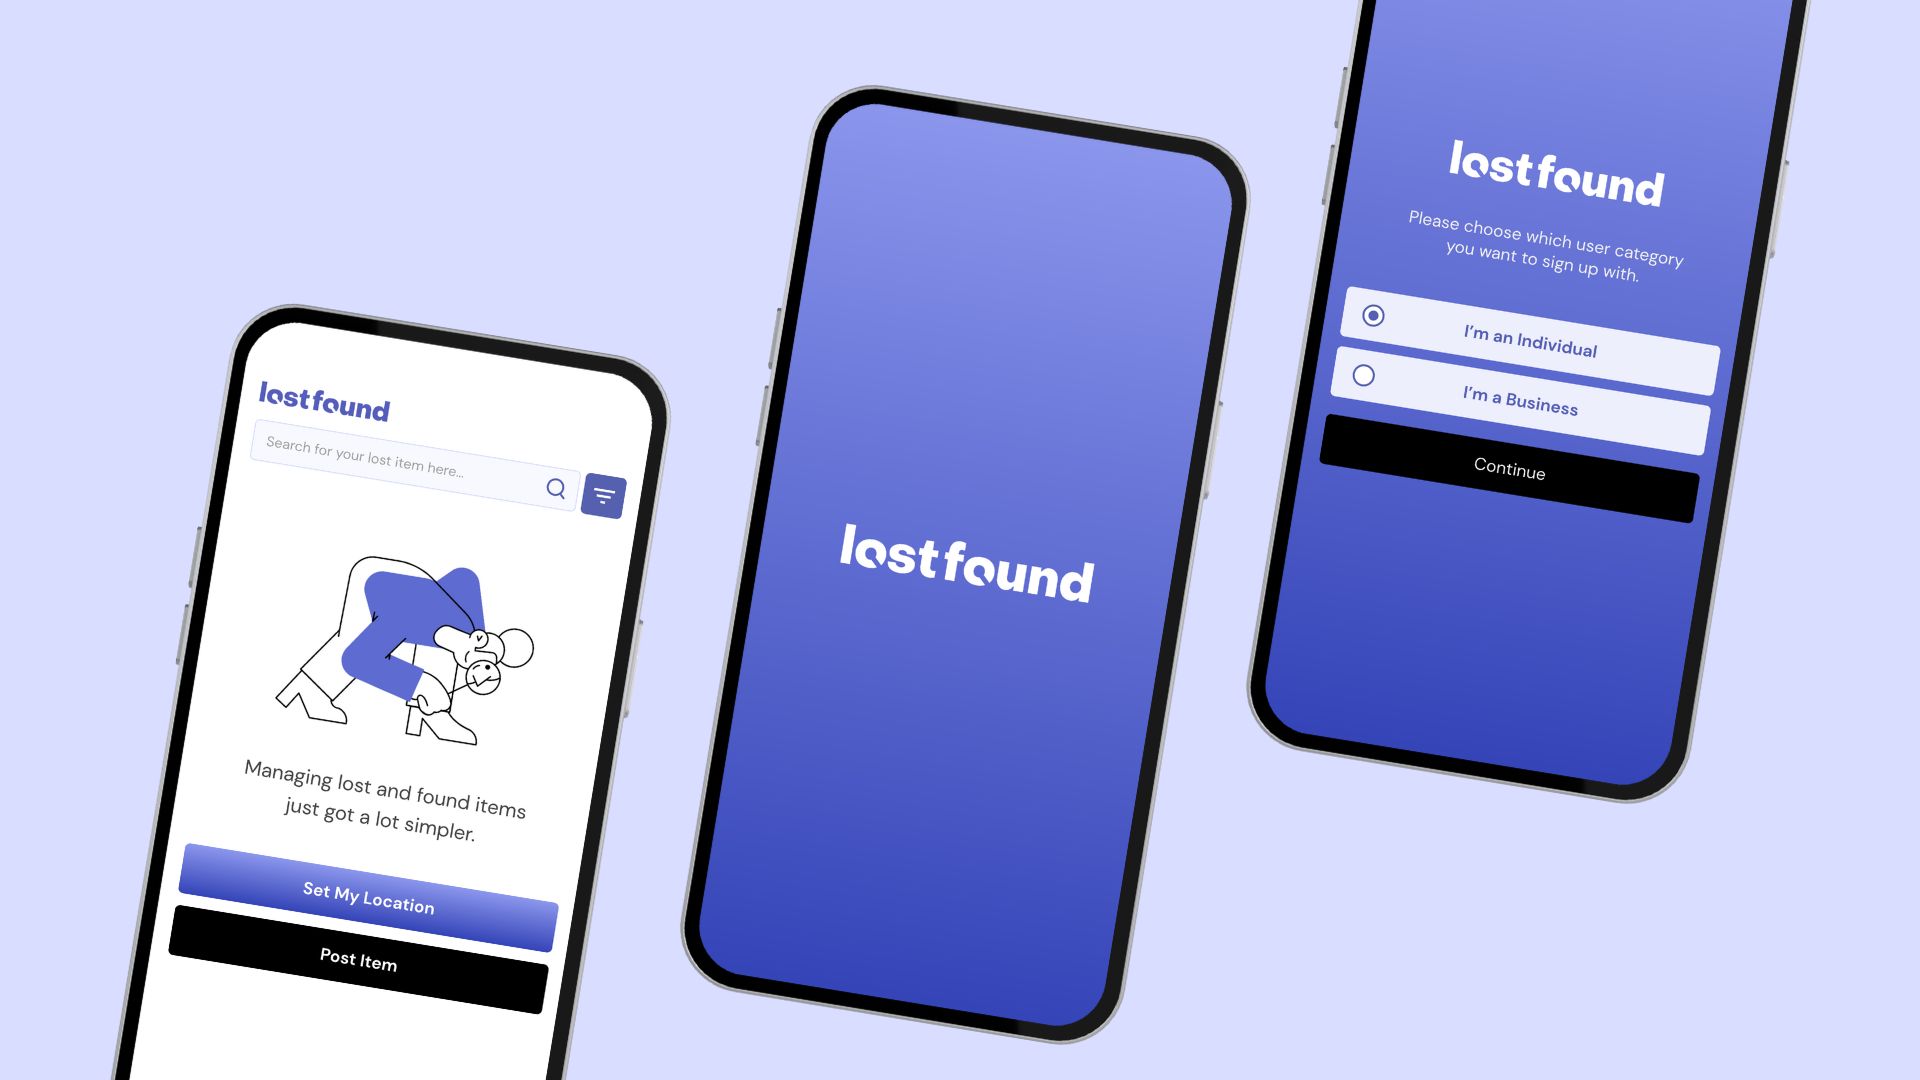 lostfound
Search for your lost item here...
Managing lost and found items
just got a lot simpler.
Set My Location
Post Item
lostfound
lostfound
Please choose which user category
you want to sign up with.
I’m an Individual
I’m a Business
Continue